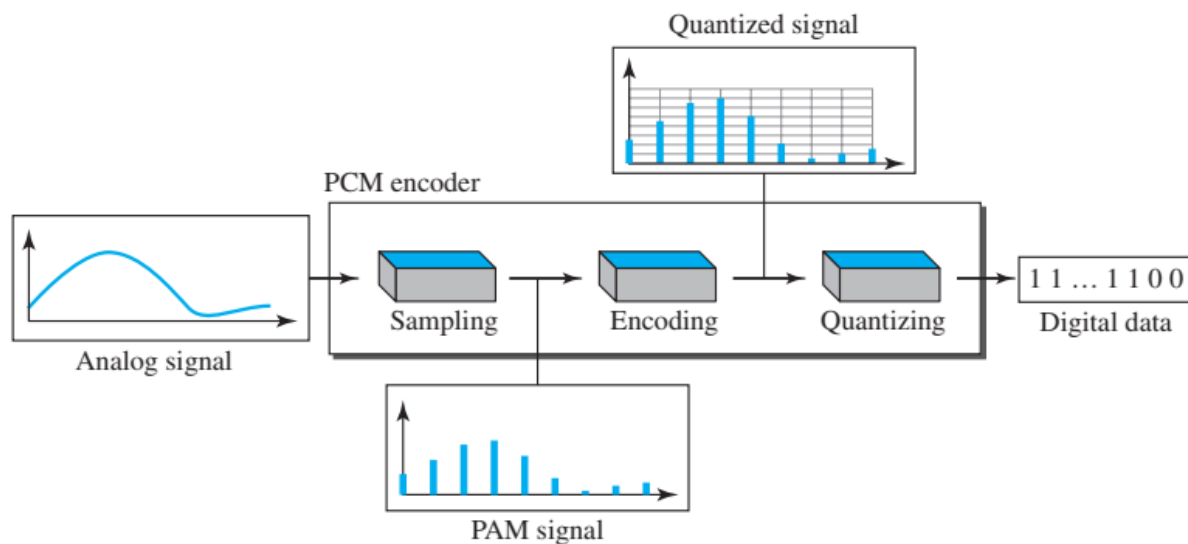 Quantized signal
PCM encoder
Sampling
Encoding
Quantizing
1 1 ... 1 1 0 0
Digital data
Analog signal
PAM signal